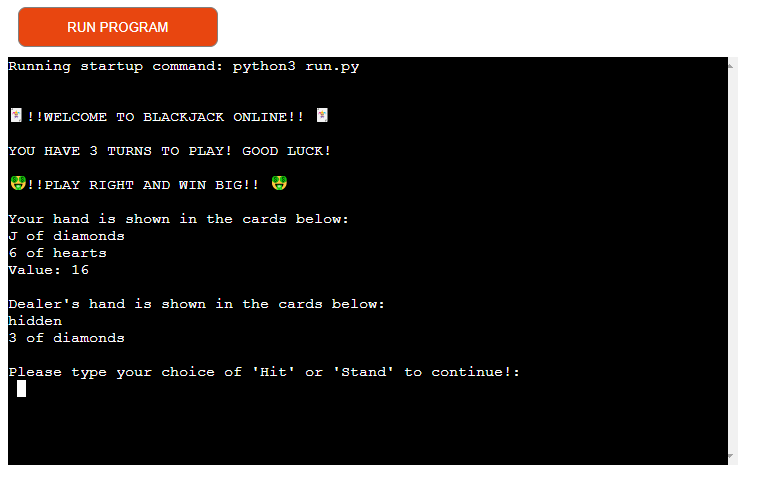 RUN PROGRAM
Running startup command: python3 run.py
🃏!!WELCOME TO BLACKJACK ONLINE!! 🃏
YOU HAVE 3 TURNS TO PLAY! GOOD LUCK!
🤑!!PLAY RIGHT AND WIN BIG!! 🤑
Your hand is shown in the cards below:
J of diamonds
6 of hearts
Value: 16
Dealer's hand is shown in the cards below:
hidden
3 of diamonds
Please type your choice of 'Hit' or 'Stand' to continue!: